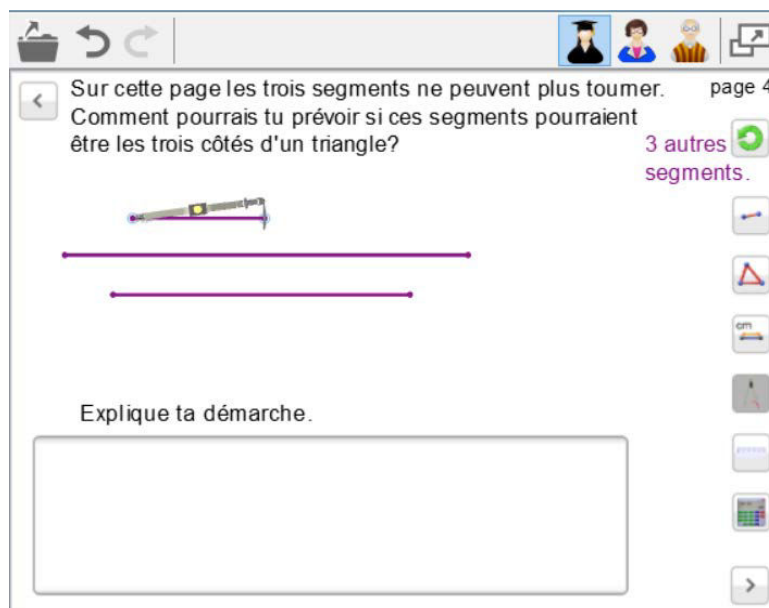 Sur cette page les trois segments ne peuvent plus tourner.
page 4
Comment pourrais tu prévoir si ces segments pourraient
être les trois côtés d'un triangle?
3 autres
segments.
cm
Explique ta démarche.